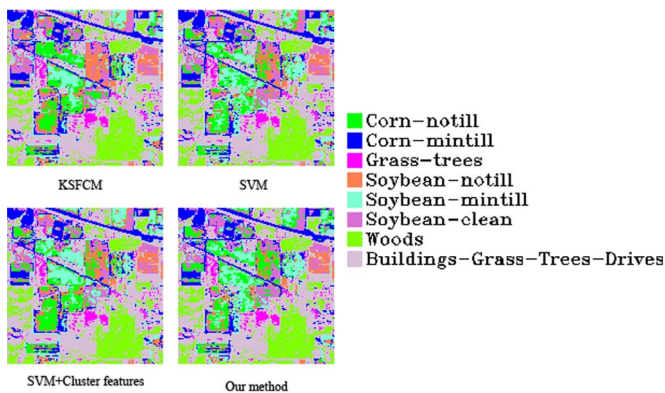 KSFCM
SVM
SVM+Cluster features
Our method
Corn-notill
Corn-mintill
Grass-trees
Soybean-notill
Soybean-mintill
Soybean-clean
Woods
Buildings-Grass-Trees-Drives